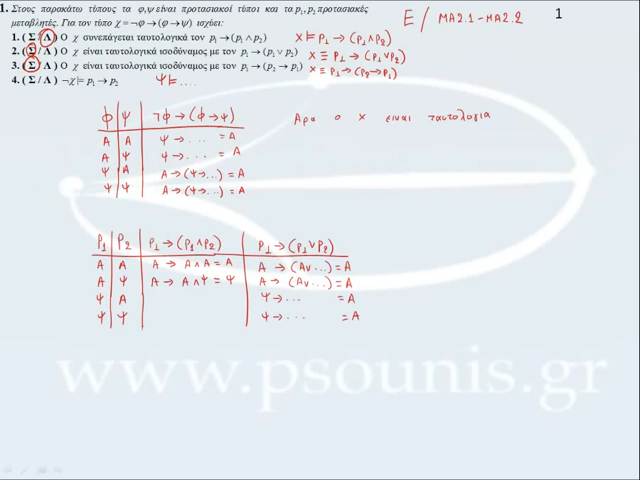 1. Στους παρακάτω τύπους τα φ,ψ είναι προτασιακοί τύποι και τα p₁, p₂ προτασιακές
μεταβλητές. Για τον τύπο χ = ¬φ → (φ → ψ) ισχύει:
1. ( Σ / Λ ) Ο χ συνεπάγεται ταυτολογικά τον p₁ → (p₁ ∧ p₂)
2. ( Σ / Λ ) Ο χ είναι ταυτολογικά ισοδύναμος με τον p₁ → (p₁ ∨ p₂)
3. ( Σ / Λ ) Ο χ είναι ταυτολογικά ισοδύναμος με τον p₁ → (p₂ → p₁)
4. ( Σ / Λ ) ¬χ |= p₁ → p₂
Ε / ΜΑ2.1-ΜΑ2.2
1
χ ⊨ p₁ → (p₁ ∧ p₂)
χ ≡ p₁ → (p₁ ∨ p₂)
χ ≡ p₁ → (p₂ → p₁)
Ψ ⊨ ....
φ ψ ¬φ → (φ → ψ)
Α Α Ψ → ... = Α
Α Ψ Ψ → ... = Α
Ψ Α Α → (Ψ → ...) = Α
Ψ Ψ Α → (Ψ → ...) = Α
Αρα ο χ ειναι ταυτολογια
p₁ p₂ p₁ → (p₁ ∧ p₂) p₁ → (p₁ ∨ p₂)
Α Α Α → Α ∧ Α = Α Α → (Α ∨ ...) = Α
Α Ψ Α → Α ∧ Ψ = Ψ Α → (Α ∨ ...) = Α
Ψ Α Ψ → ... = Α
Ψ Ψ Ψ → ... = Α
www.psounis.gr